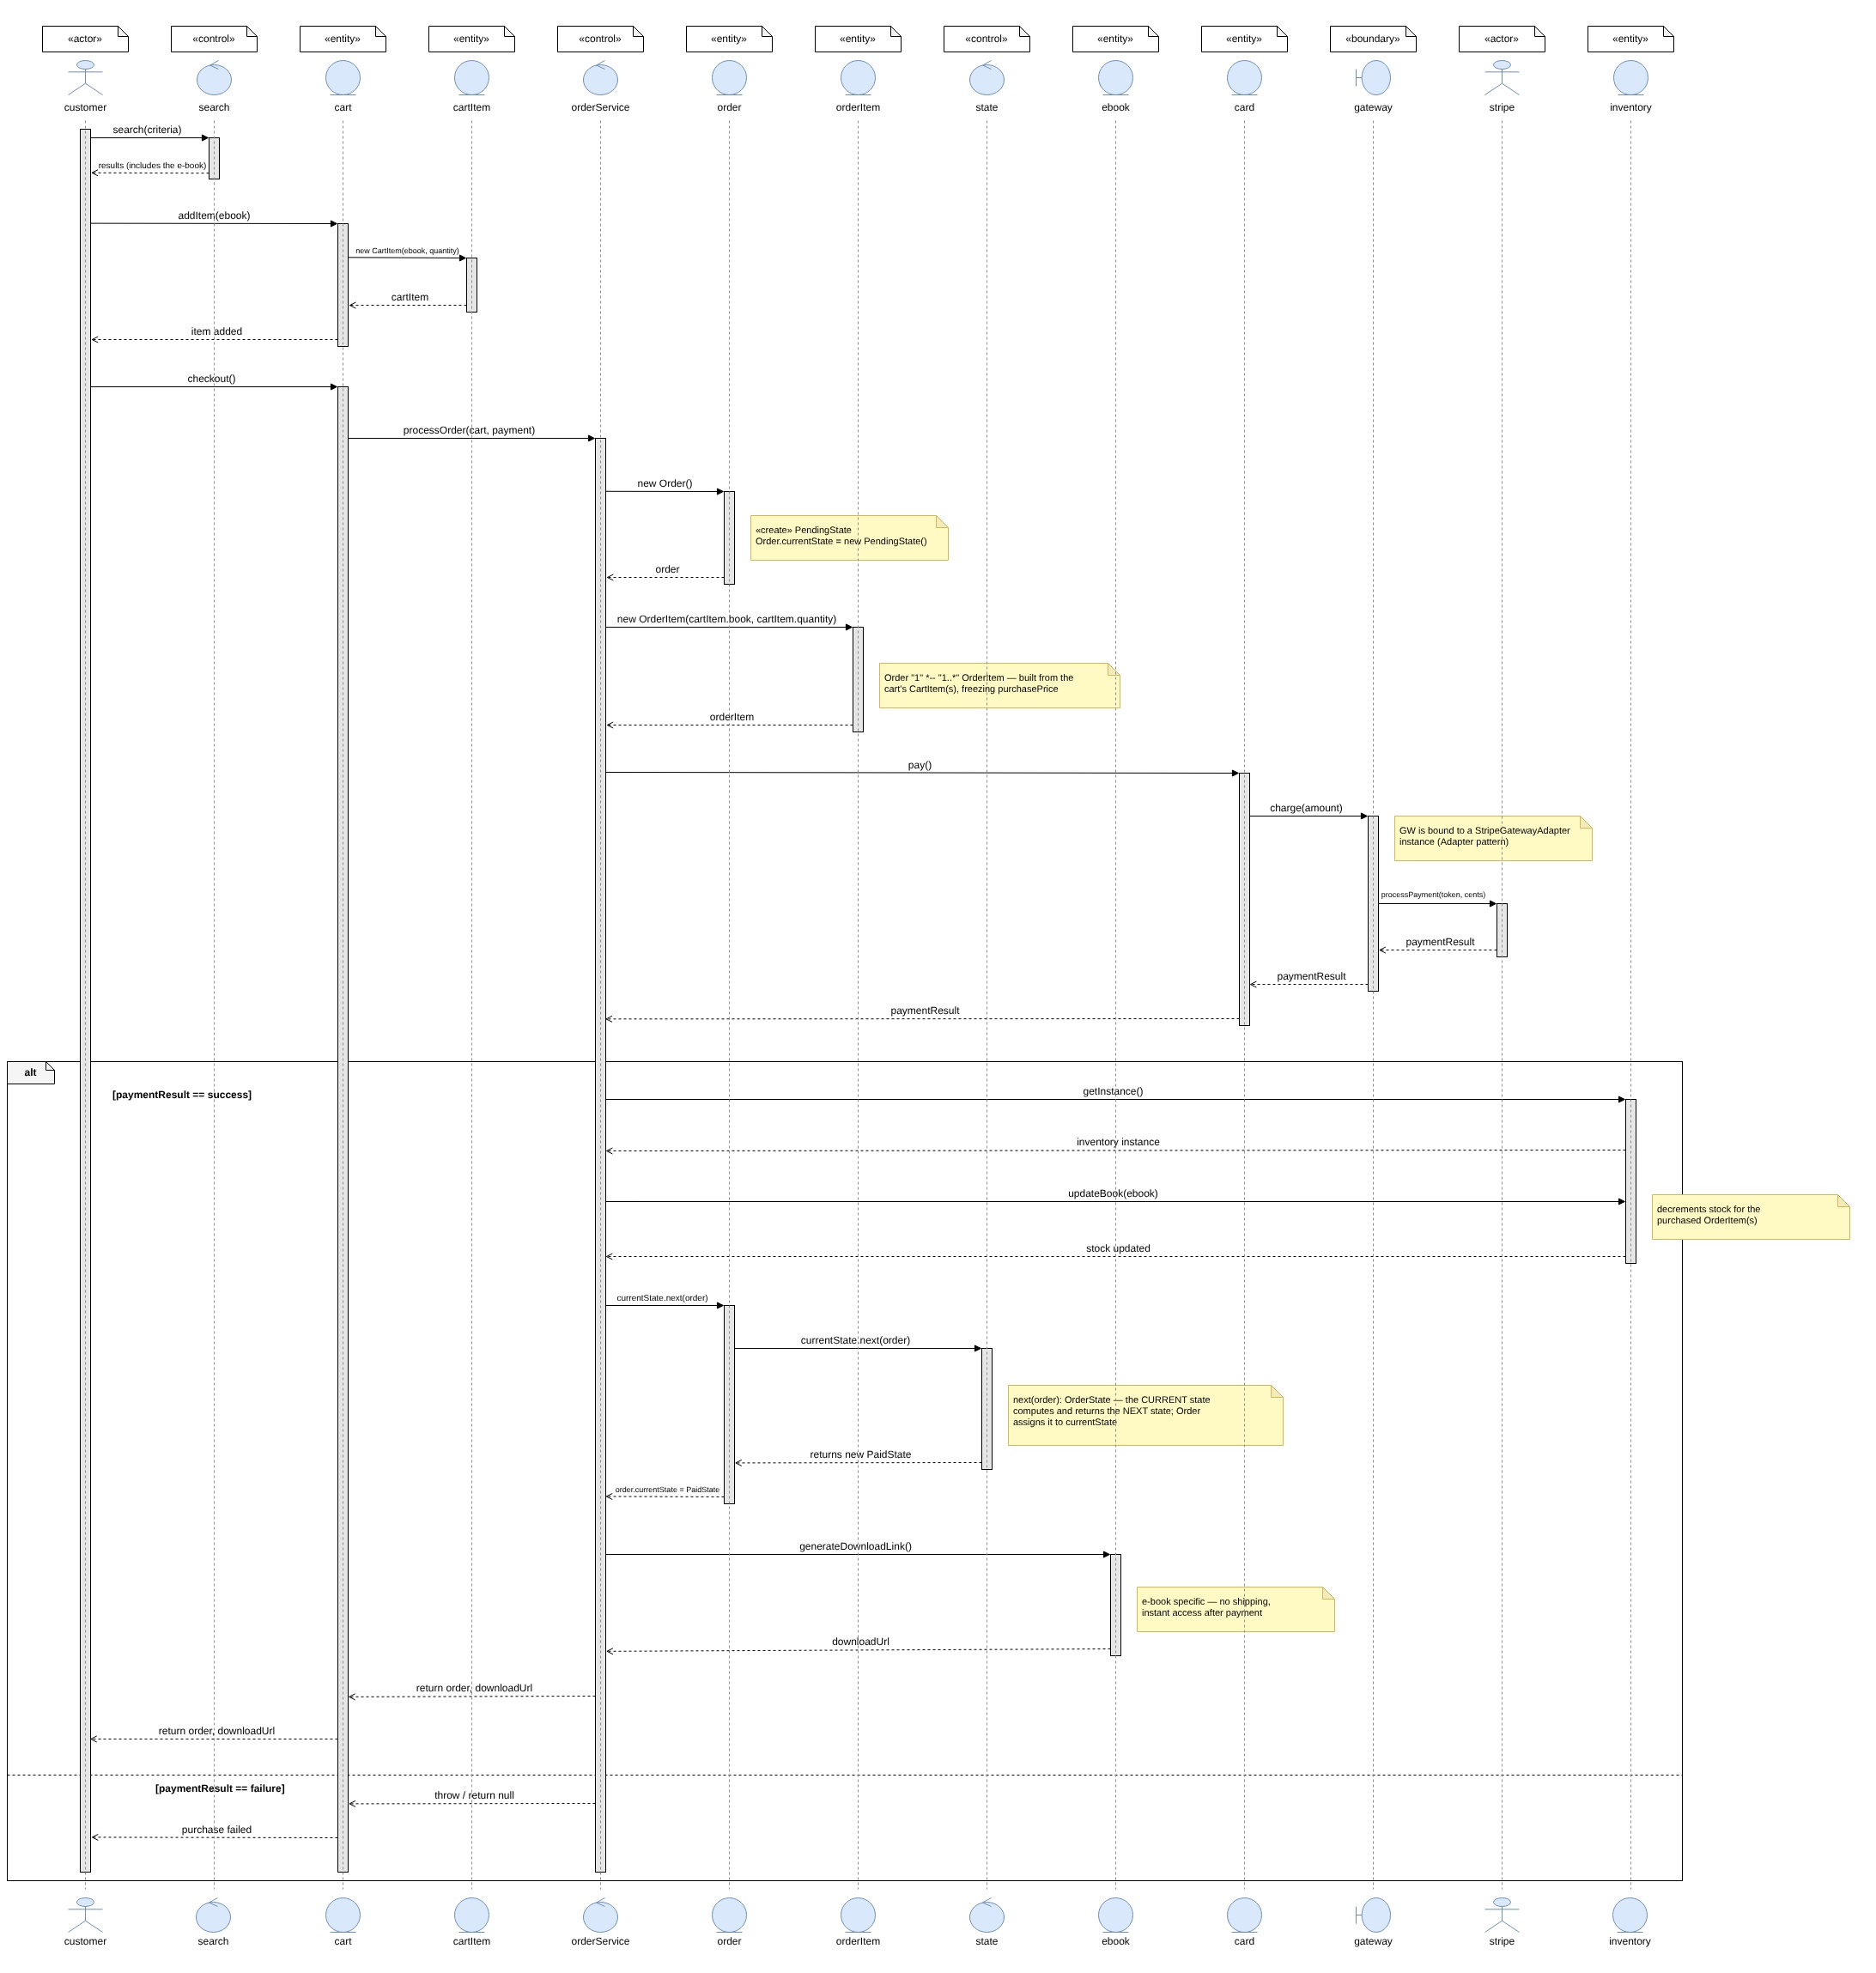 «actor»
«control»
«entity»
«entity»
«control»
«entity»
«entity»
«control»
«entity»
«entity»
«boundary»
«actor»
«entity»
customer
search
cart
cartItem
orderService
order
orderItem
state
ebook
card
gateway
stripe
inventory
search(criteria)
results (includes the e-book)
addItem(ebook)
new CartItem(ebook, quantity)
cartItem
item added
checkout()
processOrder(cart, payment)
new Order()
«create» PendingState
Order.currentState = new PendingState()
order
new OrderItem(cartItem.book, cartItem.quantity)
Order "1" *-- "1..*" OrderItem — built from the
cart's CartItem(s), freezing purchasePrice
orderItem
pay()
charge(amount)
GW is bound to a StripeGatewayAdapter
instance (Adapter pattern)
processPayment(token, cents)
paymentResult
paymentResult
paymentResult
alt
[paymentResult == success]
getInstance()
inventory instance
updateBook(ebook)
decrements stock for the
purchased OrderItem(s)
stock updated
currentState.next(order)
currentState.next(order)
next(order): OrderState — the CURRENT state
computes and returns the NEXT state; Order
assigns it to currentState
returns new PaidState
order.currentState = PaidState
generateDownloadLink()
e-book specific — no shipping,
instant access after payment
downloadUrl
return order, downloadUrl
return order, downloadUrl
[paymentResult == failure]
throw / return null
purchase failed
customer
search
cart
cartItem
orderService
order
orderItem
state
ebook
card
gateway
stripe
inventory